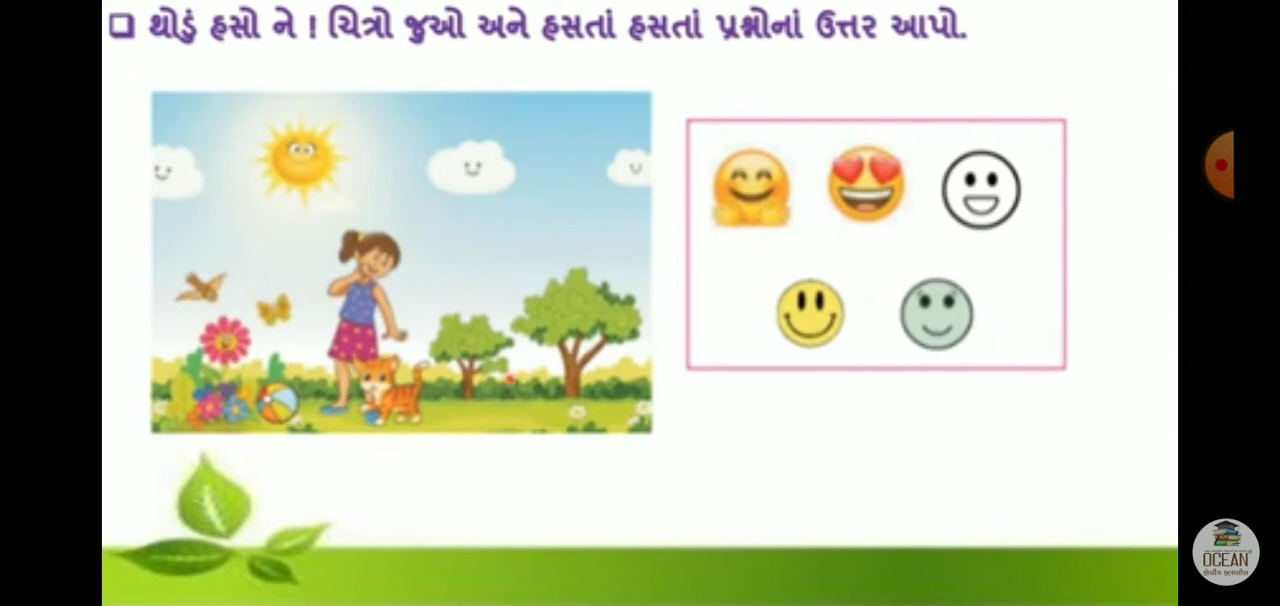 થોડું હસો ને ! ચિત્રો જુઓ અને હસતાં હસતાં પ્રશ્નોનાં ઉત્તર આપો.
OCEAN
કોચીંગ ક્લાસીસ